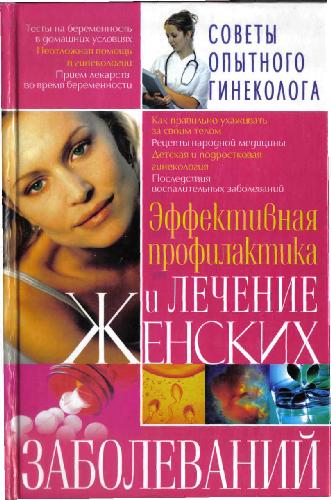 Тесты на беременность
в домашних условиях
Неотложная помощь
в гинекологии
Прием лекарств
во время беременности
СОВЕТЫ
ОПЫТНОГО
ГИНЕКОЛОГА
Как правильно ухаживать
за своим телом
Рецепты народной медицины
Детская и подростковая
гинекология
Последствия
воспалительных заболеваний
Эффективная
профилактика
и ЛЕЧЕНИЕ
ЖЕНСКИХ
ЗАБОЛЕВАНИЙ